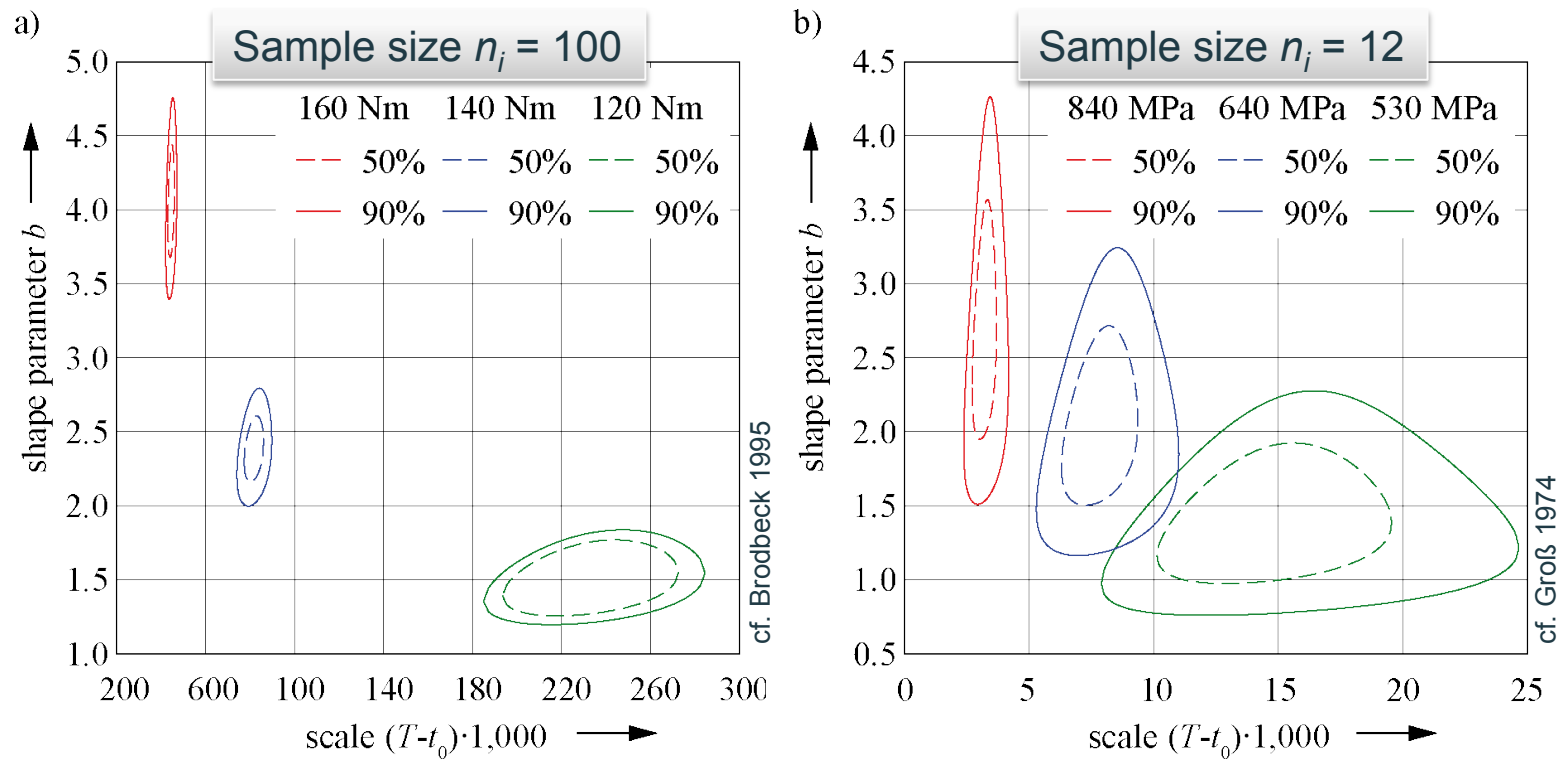 a)
Sample size nᵢ = 100
5.0
4.5
4.0
3.5
3.0
2.5
2.0
1.5
1.0
shape parameter b
160 Nm 140 Nm 120 Nm
50% 50% 50%
90% 90% 90%
200 600 100 140 180 220 260 300
scale (T-t₀)·1,000
cf. Brodbeck 1995
b)
Sample size nᵢ = 12
4.5
4.0
3.5
3.0
2.5
2.0
1.5
1.0
0.5
shape parameter b
840 MPa 640 MPa 530 MPa
50% 50% 50%
90% 90% 90%
0 5 10 15 20 25
scale (T-t₀)·1,000
cf. Groß 1974